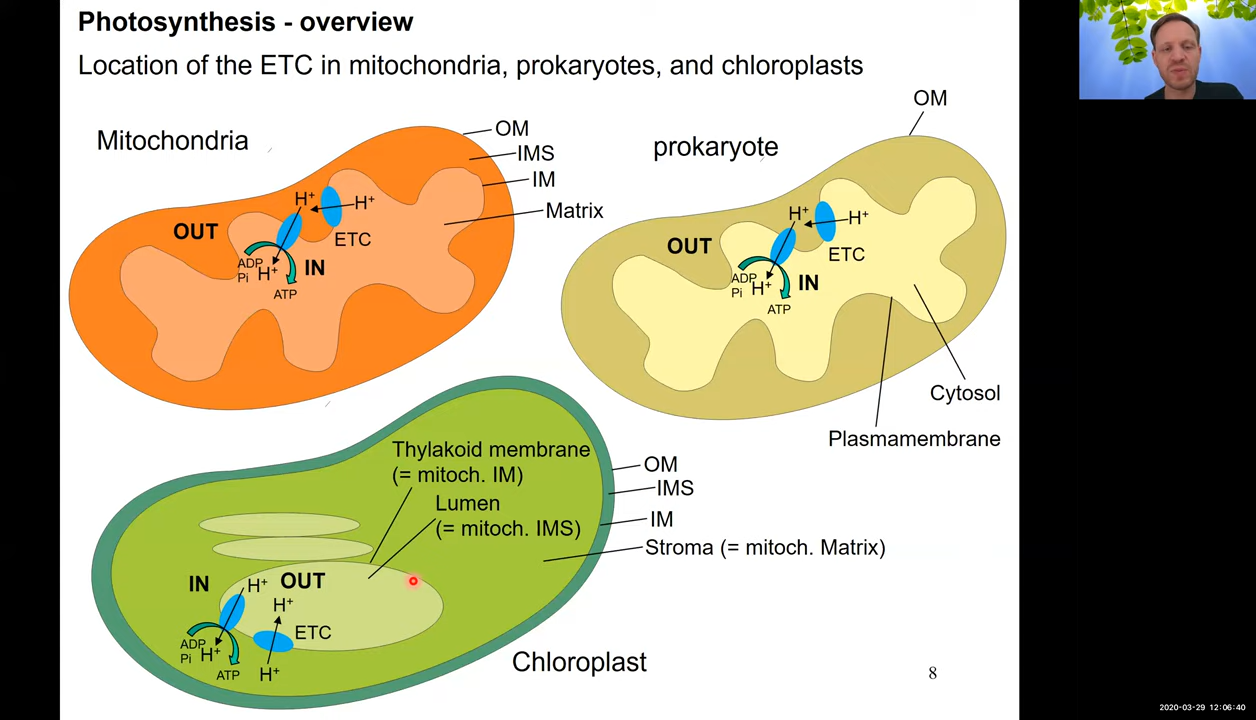 Photosynthesis - overview
Location of the ETC in mitochondria, prokaryotes, and chloroplasts
Mitochondria
OM
IMS
IM
Matrix
H⁺
H⁺
OUT
ETC
ADP
Pi
H⁺
IN
ATP
prokaryote
OM
H⁺
H⁺
OUT
ETC
ADP
Pi
H⁺
IN
ATP
Cytosol
Plasmamembrane
Thylakoid membrane
(= mitoch. IM)
Lumen
(= mitoch. IMS)
OM
IMS
IM
Stroma (= mitoch. Matrix)
IN
H⁺
OUT
H⁺
ETC
ADP
Pi
H⁺
ATP
H⁺
Chloroplast
8
2020-03-29 12:06:40